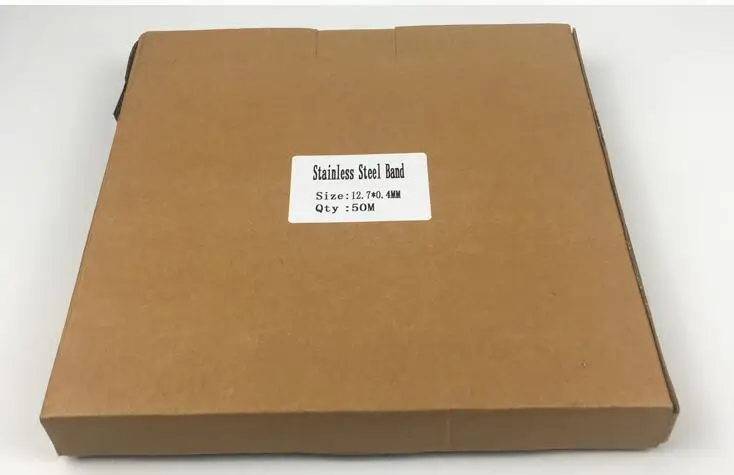 Stainless Steel Band
Size:12.7*0.4MM
Qty :50M